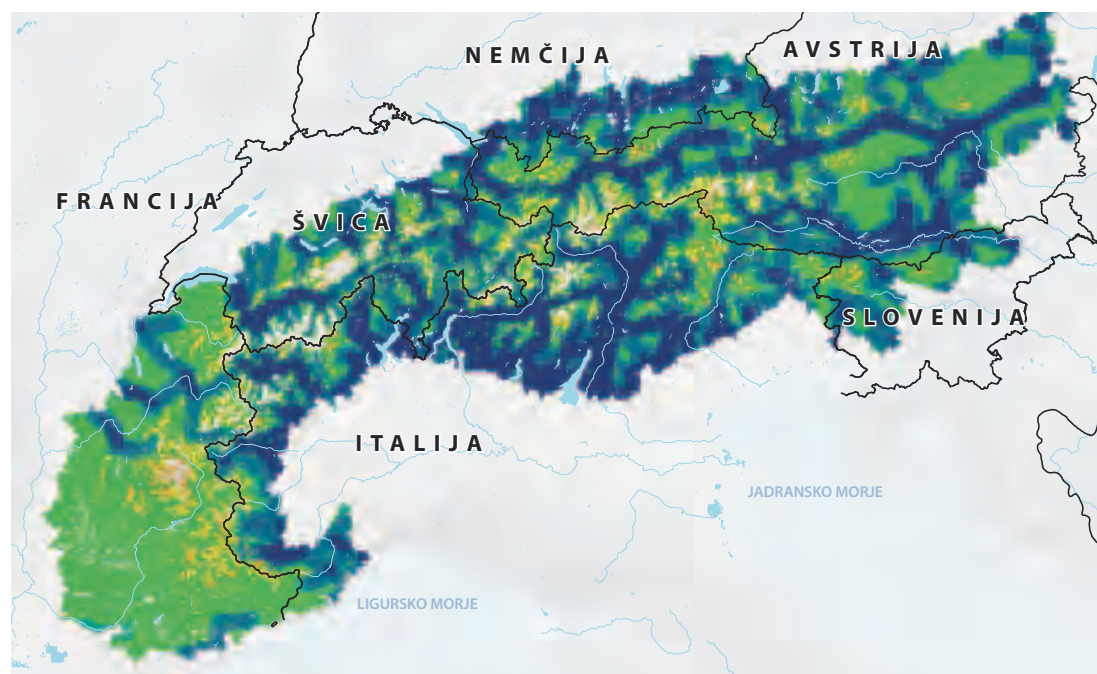 NEMČIJA
AVSTRIJA
FRANCIJA
ŠVICA
SLOVENIJA
ITALIJA
JADRANSKO MORJE
LIGURSKO MORJE